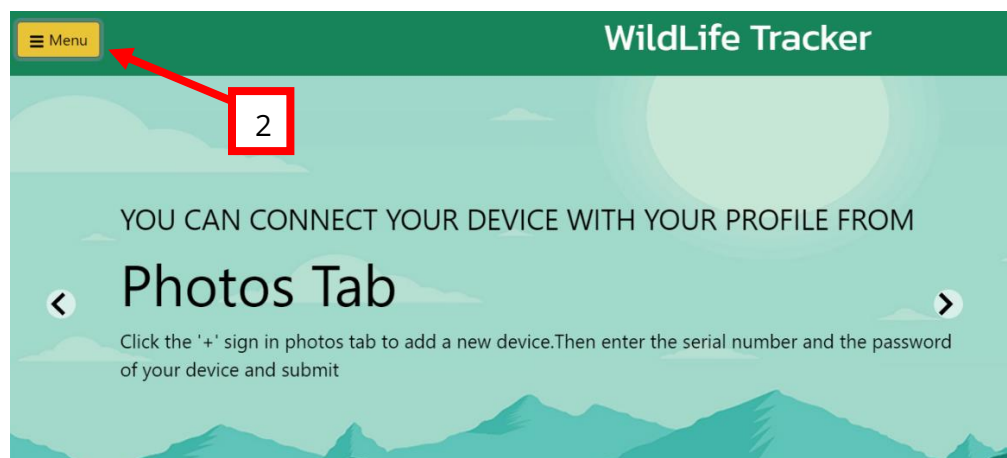 Menu
WildLife Tracker
2
YOU CAN CONNECT YOUR DEVICE WITH YOUR PROFILE FROM
Photos Tab
Click the '+' sign in photos tab to add a new device.Then enter the serial number and the password
of your device and submit